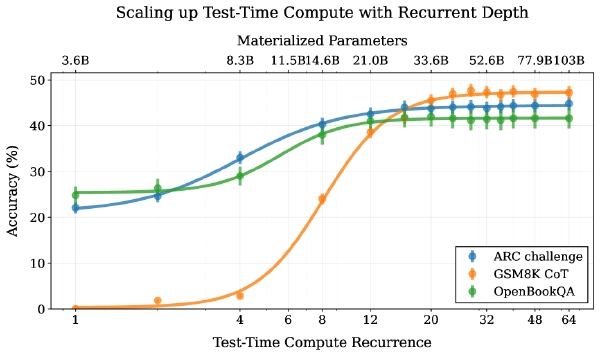 Scaling up Test-Time Compute with Recurrent Depth
Materialized Parameters
3.6B 8.3B 11.5B 14.6B 21.0B 33.6B 52.6B 77.9B 103B
50
40
30
20
10
0
Accuracy (%)
ARC challenge
GSM8K CoT
OpenBookQA
1 4 6 8 12 20 32 48 64
Test-Time Compute Recurrence